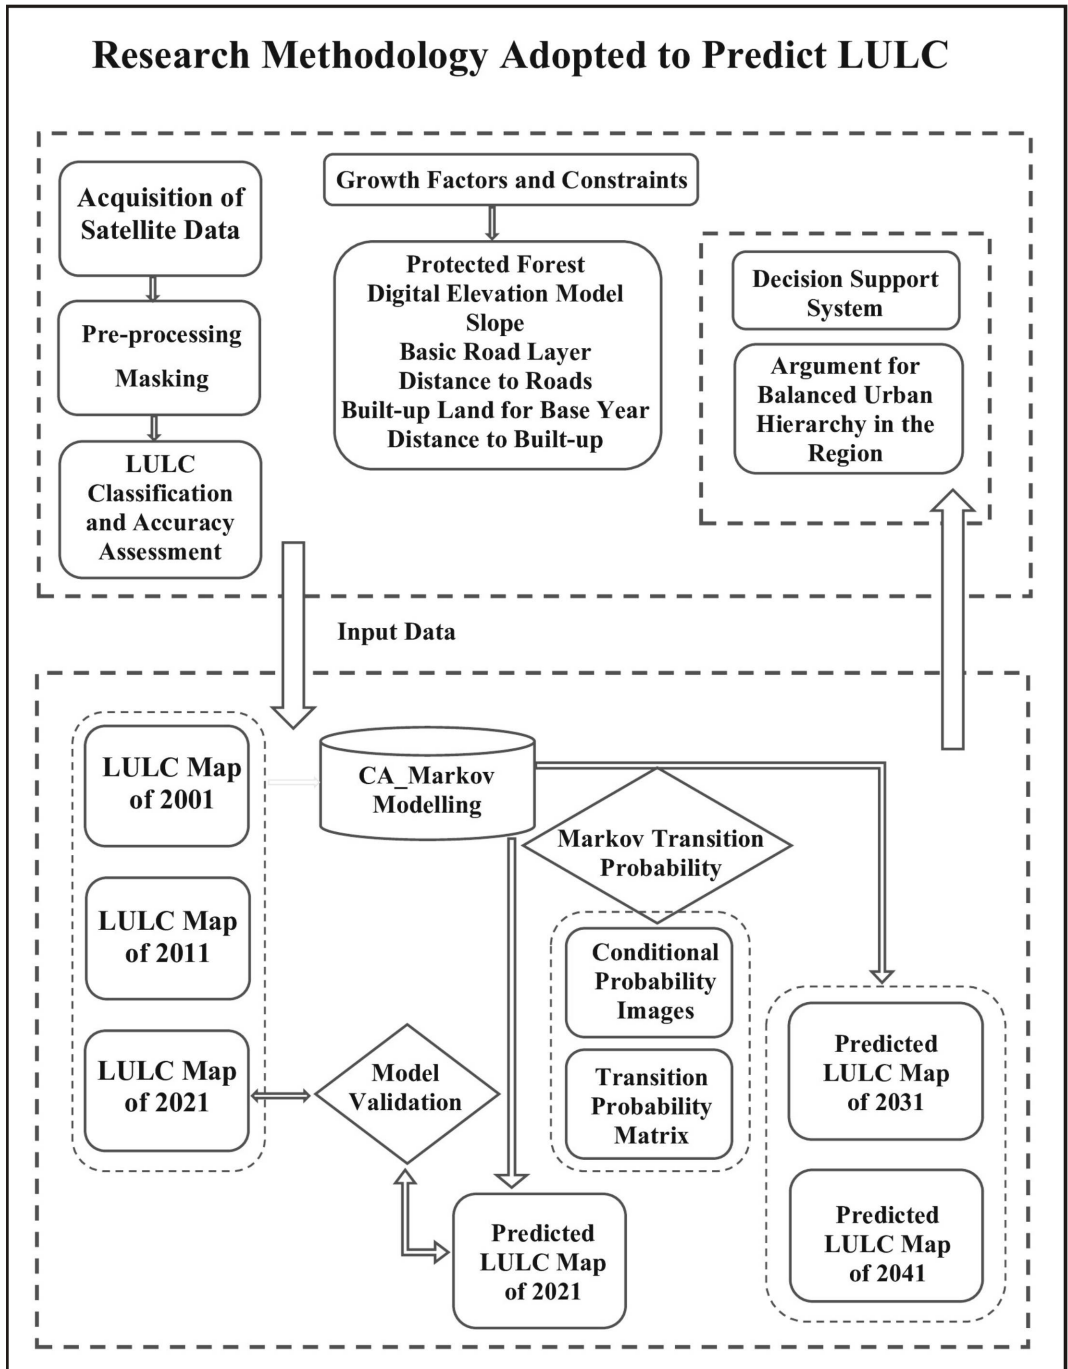 Research Methodology Adopted to Predict LULC
Acquisition of
Satellite Data
Pre-processing
Masking
LULC
Classification
and Accuracy
Assessment
Growth Factors and Constraints
Protected Forest
Digital Elevation Model
Slope
Basic Road Layer
Distance to Roads
Built-up Land for Base Year
Distance to Built-up
Decision Support
System
Argument for
Balanced Urban
Hierarchy in the
Region
Input Data
LULC Map
of 2001
LULC Map
of 2011
LULC Map
of 2021
CA_Markov
Modelling
Markov Transition
Probability
Conditional
Probability
Images
Transition
Probability
Matrix
Model
Validation
Predicted
LULC Map
of 2021
Predicted
LULC Map
of 2031
Predicted
LULC Map
of 2041